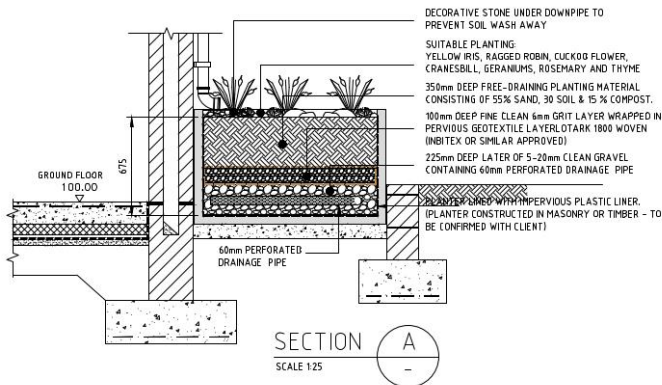 DECORATIVE STONE UNDER DOWNPIPE TO
PREVENT SOIL WASH AWAY
SUITABLE PLANTING:
YELLOW IRIS, RAGGED ROBIN, CUCKOO FLOWER,
CRANESBILL, GERANIUMS, ROSEMARY AND THYME
350mm DEEP FREE-DRAINING PLANTING MATERIAL
CONSISTING OF 55% SAND, 30 SOIL & 15 % COMPOST.
100mm DEEP FINE CLEAN 6mm GRIT LAYER WRAPPED IN
PERVIOUS GEOTEXTILE LAYERLOTARK 1800 WOVEN
(INBITEX OR SIMILAR APPROVED)
225mm DEEP LATER OF 5-20mm CLEAN GRAVEL
CONTAINING 60mm PERFORATED DRAINAGE PIPE
PLANTER LINED WITH IMPERVIOUS PLASTIC LINER.
(PLANTER CONSTRUCTED IN MASONRY OR TIMBER - TO
BE CONFIRMED WITH CLIENT)
675
GROUND FLOOR
100.00
60mm PERFORATED
DRAINAGE PIPE
SECTION
SCALE 1:25
A
-